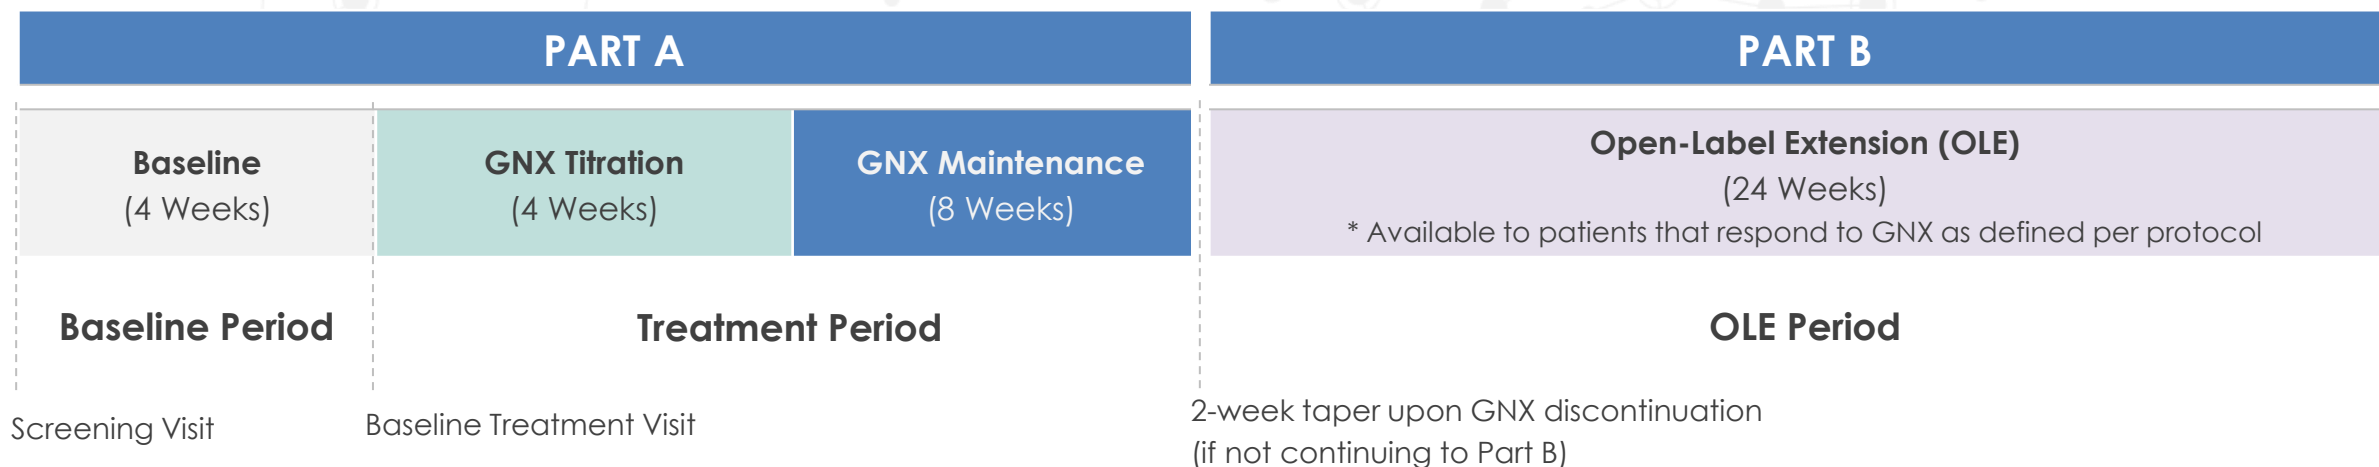 PART A
PART B
Baseline
(4 Weeks)
GNX Titration
(4 Weeks)
GNX Maintenance
(8 Weeks)
Open-Label Extension (OLE)
(24 Weeks)
* Available to patients that respond to GNX as defined per protocol
Baseline Period
Treatment Period
OLE Period
Screening Visit
Baseline Treatment Visit
2-week taper upon GNX discontinuation
(if not continuing to Part B)